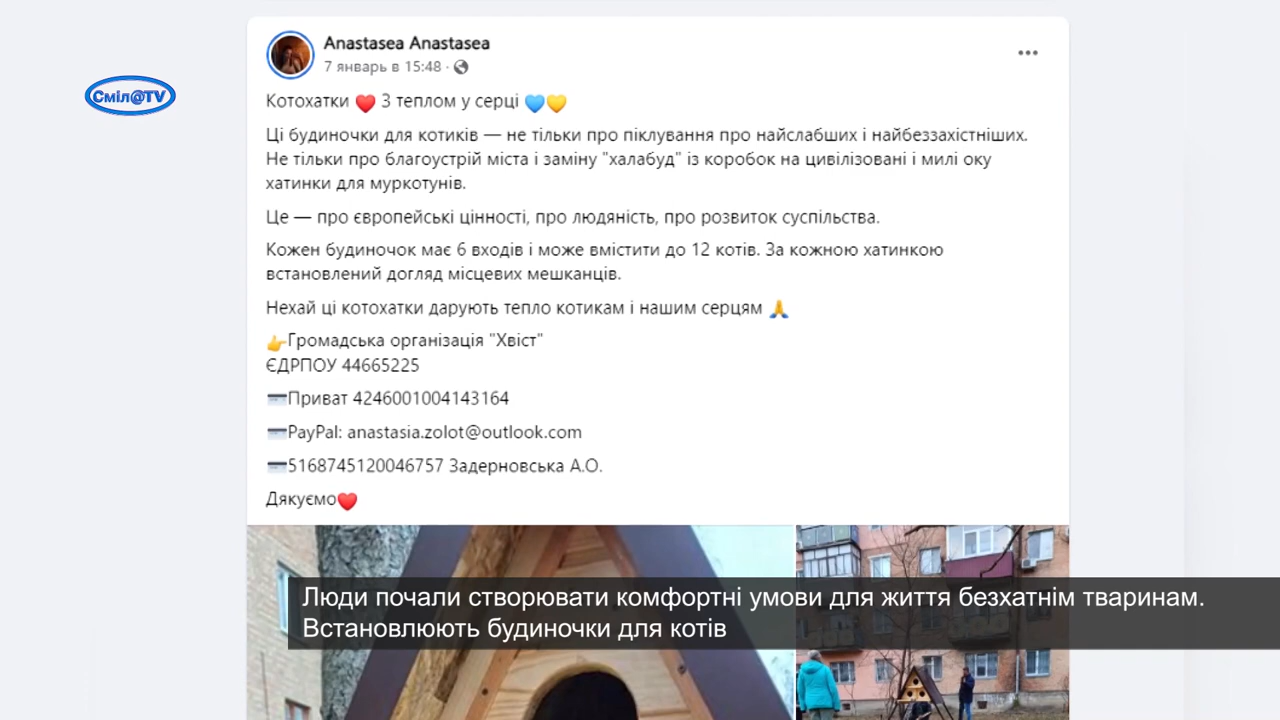 Anastasea Anastasea
7 январь в 15:48 ·
Сміл@TV
Котохатки ❤️ З теплом у серці 💙💛
Ці будиночки для котиків — не тільки про піклування про найслабших і найбеззахістніших.
Не тільки про благоустрій міста і заміну "халабуд" із коробок на цивілізовані і милі оку
хатинки для муркотунів.
Це — про європейські цінності, про людяність, про розвиток суспільства.
Кожен будиночок має 6 входів і може вмістити до 12 котів. За кожною хатинкою
встановлений догляд місцевих мешканців.
Нехай ці котохатки дарують тепло котикам і нашим серцям 🙏
👉Громадська організація "Хвіст"
ЄДРПОУ 44665225
💳Приват 4246001004143164
💳PayPal: anastasia.zolot@outlook.com
💳5168745120046757 Задерновська А.О.
Дякуємо❤️
Люди почали створювати комфортні умови для життя безхатнім тваринам.
Встановлюють будиночки для котів